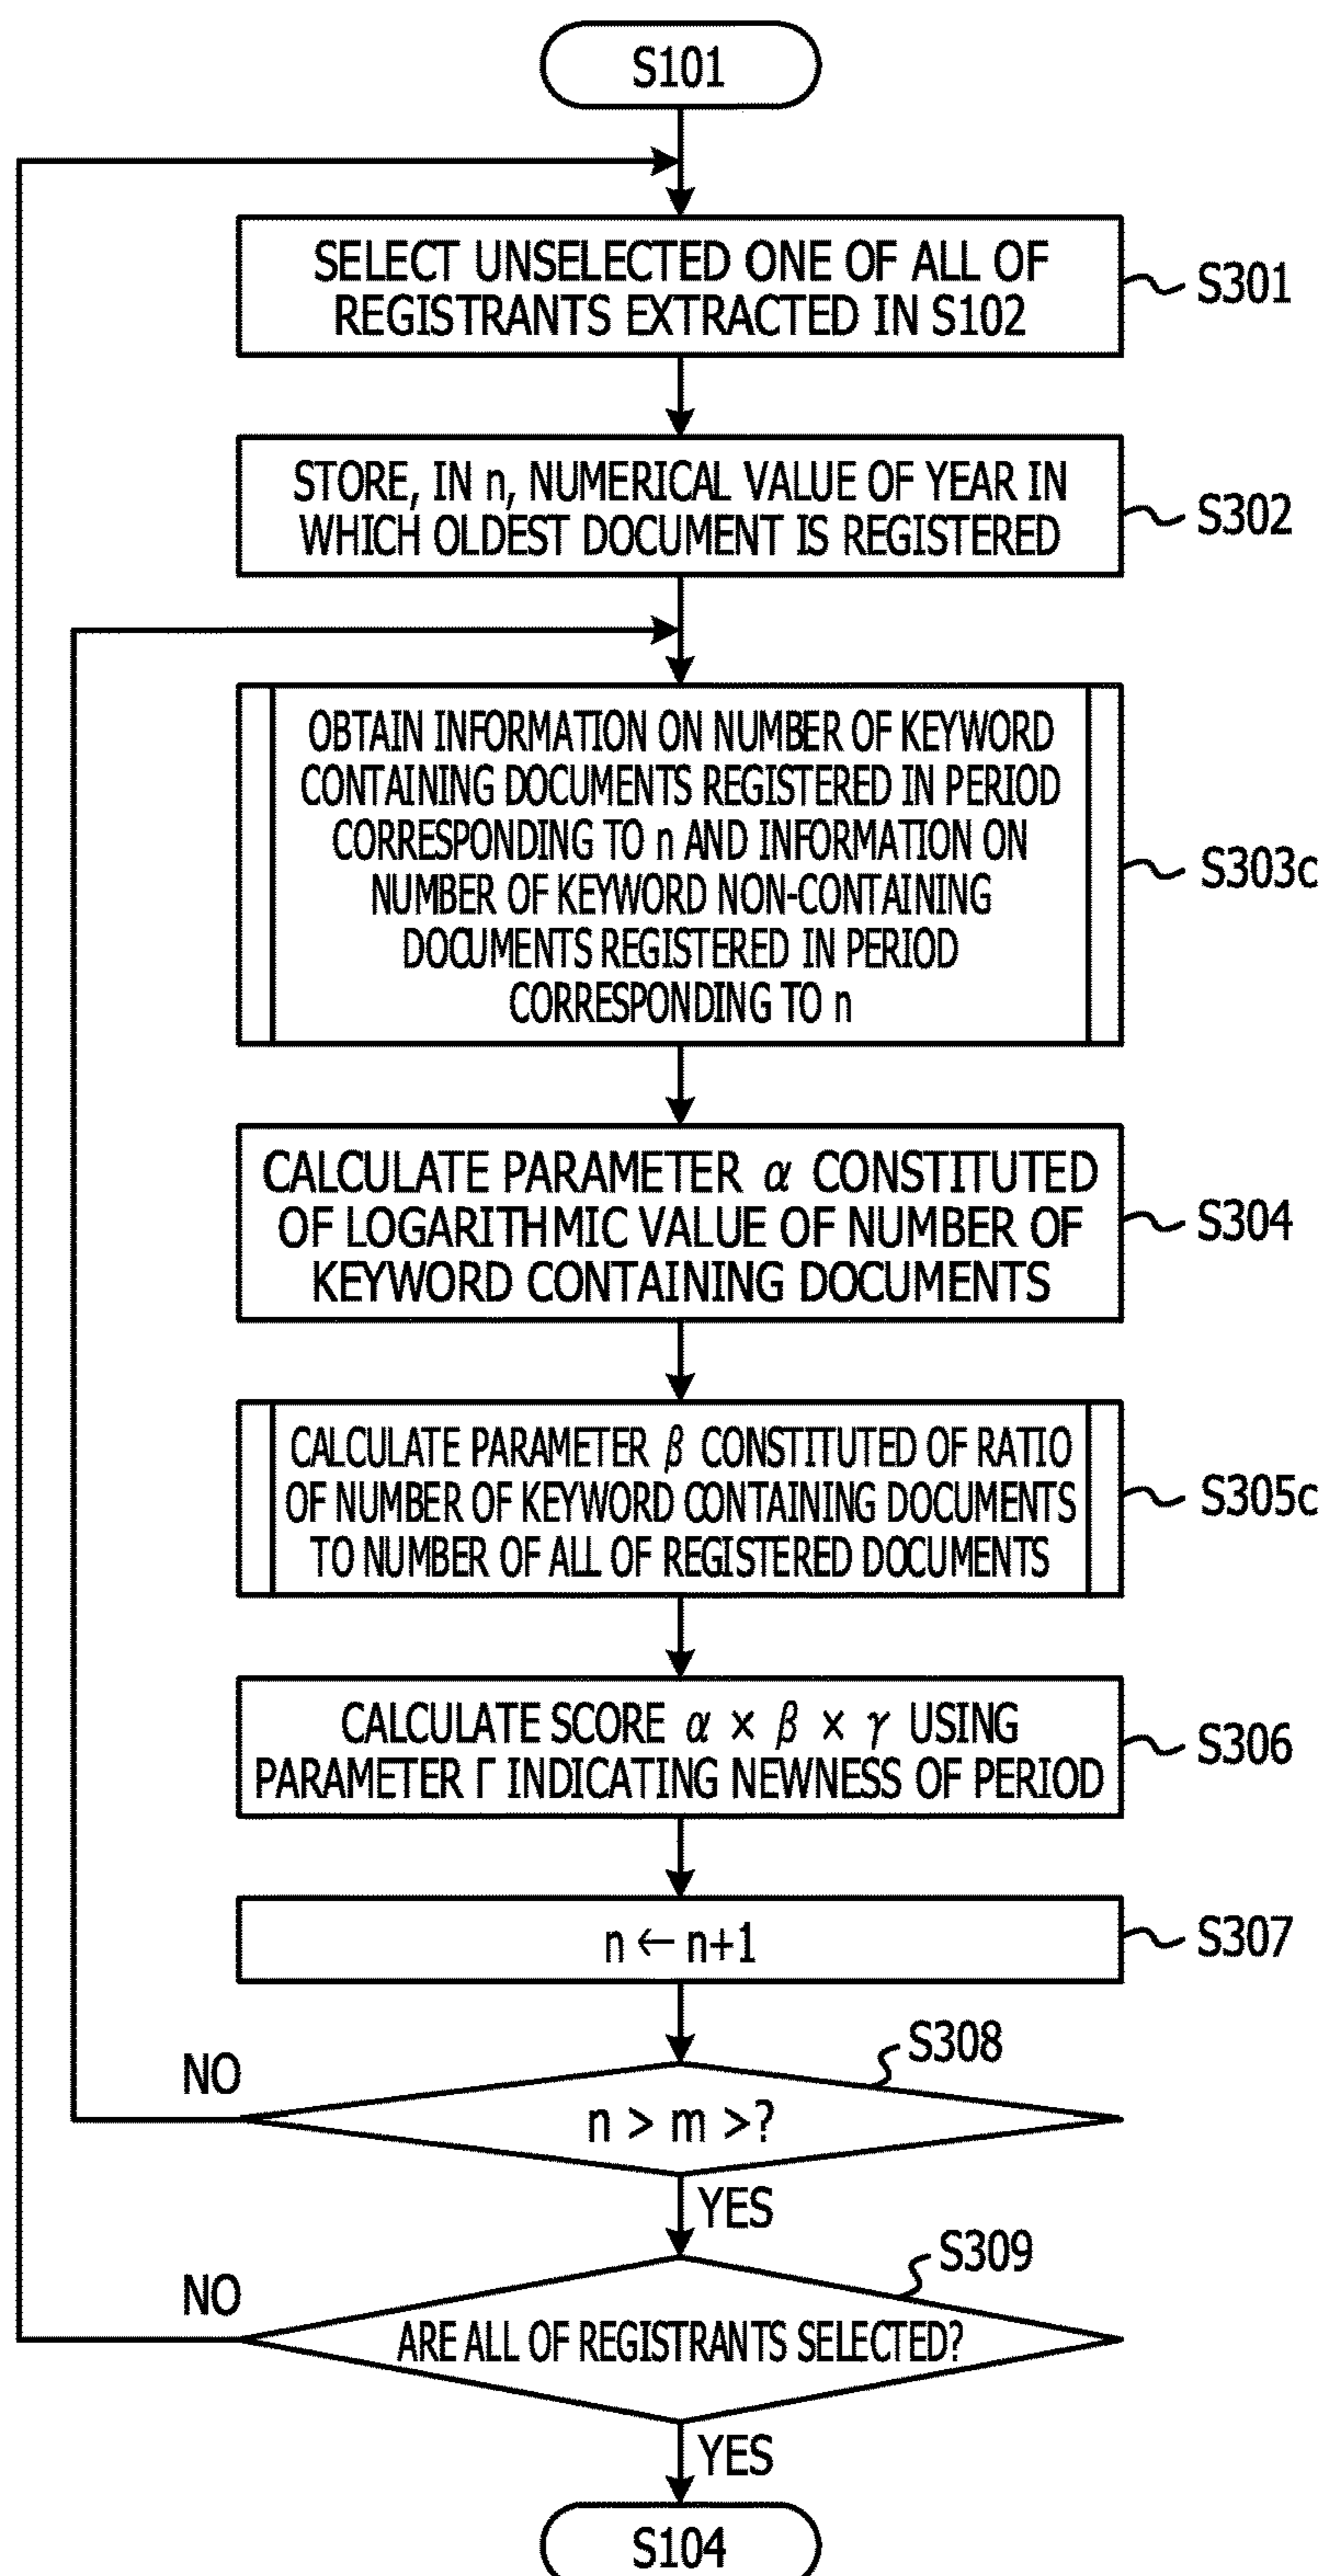 S101
SELECT UNSELECTED ONE OF ALL OF
REGISTRANTS EXTRACTED IN S102
S301
STORE, IN n, NUMERICAL VALUE OF YEAR IN
WHICH OLDEST DOCUMENT IS REGISTERED
S302
OBTAIN INFORMATION ON NUMBER OF KEYWORD
CONTAINING DOCUMENTS REGISTERED IN PERIOD
CORRESPONDING TO n AND INFORMATION ON
NUMBER OF KEYWORD NON-CONTAINING
DOCUMENTS REGISTERED IN PERIOD
CORRESPONDING TO n
S303c
CALCULATE PARAMETER α CONSTITUTED
OF LOGARITHMIC VALUE OF NUMBER OF
KEYWORD CONTAINING DOCUMENTS
S304
CALCULATE PARAMETER β CONSTITUTED OF RATIO
OF NUMBER OF KEYWORD CONTAINING DOCUMENTS
TO NUMBER OF ALL OF REGISTERED DOCUMENTS
S305c
CALCULATE SCORE α × β × γ USING
PARAMETER Γ INDICATING NEWNESS OF PERIOD
S306
n ← n+1
S307
S308
NO
n > m >?
YES
S309
NO
ARE ALL OF REGISTRANTS SELECTED?
YES
S104